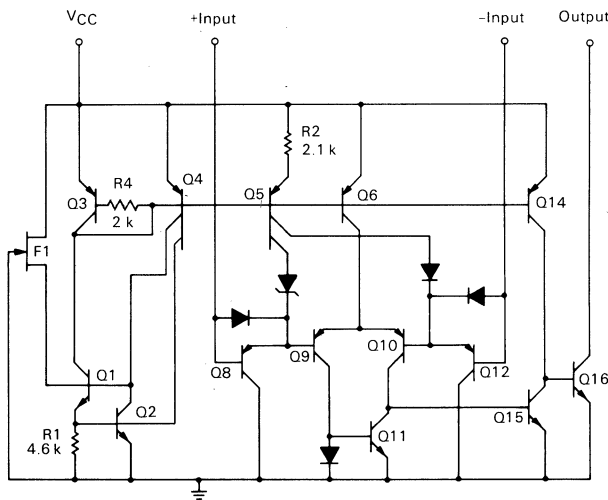 VCC
+Input
−Input
Output
R2
2.1 k
Q3
R4
2 k
Q4
Q5
Q6
Q14
F1
Q1
Q2
R1
4.6 k
Q8
Q9
Q10
Q12
Q11
Q15
Q16